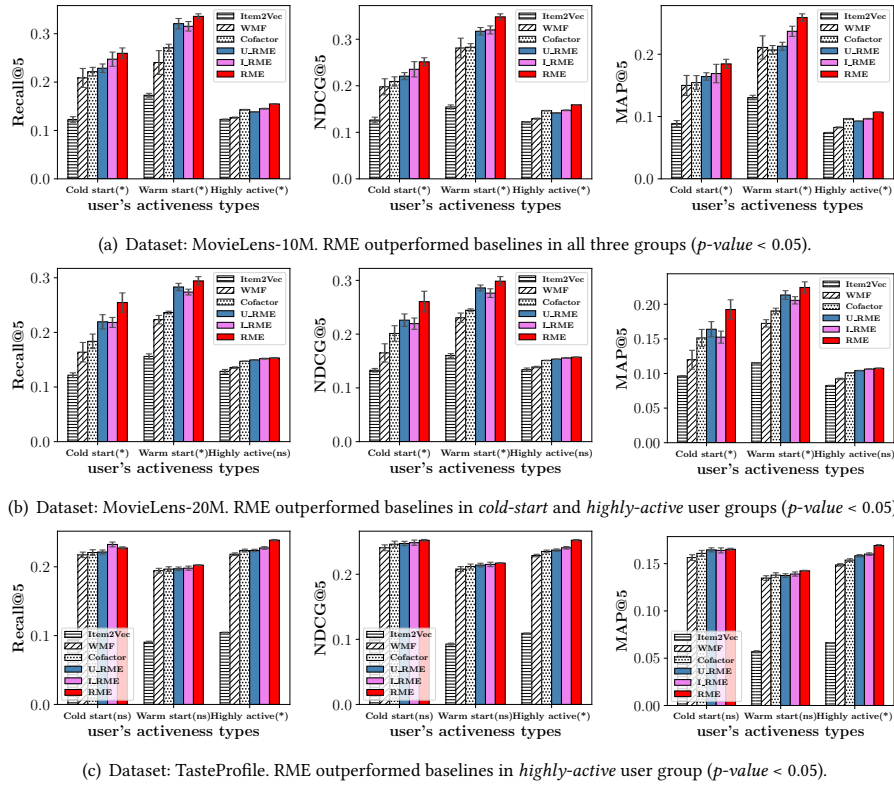 Recall@5
0.3
0.2
0.1
0.0
Item2Vec
WMF
Cofactor
U_RME
I_RME
RME
Cold start(*) Warm start(*) Highly active(*)
user's activeness types
NDCG@5
0.3
0.2
0.1
0.0
Item2Vec
WMF
Cofactor
U_RME
I_RME
RME
Cold start(*) Warm start(*) Highly active(*)
user's activeness types
MAP@5
0.2
0.1
0.0
Item2Vec
WMF
Cofactor
U_RME
I_RME
RME
Cold start(*) Warm start(*) Highly active(*)
user's activeness types
(a) Dataset: MovieLens-10M. RME outperformed baselines in all three groups (p-value < 0.05).
Recall@5
0.3
0.2
0.1
0.0
Item2Vec
WMF
Cofactor
U_RME
I_RME
RME
Cold start(*) Warm start(*) Highly active(ns)
user's activeness types
NDCG@5
0.3
0.2
0.1
0.0
Item2Vec
WMF
Cofactor
U_RME
I_RME
RME
Cold start(*) Warm start(*) Highly active(ns)
user's activeness types
MAP@5
0.20
0.15
0.10
0.05
0.00
Item2Vec
WMF
Cofactor
U_RME
I_RME
RME
Cold start(*) Warm start(*) Highly active(ns)
user's activeness types
(b) Dataset: MovieLens-20M. RME outperformed baselines in cold-start and highly-active user groups (p-value < 0.05)
Recall@5
0.2
0.1
0.0
Item2Vec
WMF
Cofactor
U_RME
I_RME
RME
Cold start(ns) Warm start(ns) Highly active(*)
user's activeness types
NDCG@5
0.2
0.1
0.0
Item2Vec
WMF
Cofactor
U_RME
I_RME
RME
Cold start(ns) Warm start(ns) Highly active(*)
user's activeness types
MAP@5
0.15
0.10
0.05
0.00
Item2Vec
WMF
Cofactor
U_RME
I_RME
RME
Cold start(ns) Warm start(ns) Highly active(*)
user's activeness types
(c) Dataset: TasteProfile. RME outperformed baselines in highly-active user group (p-value < 0.05).